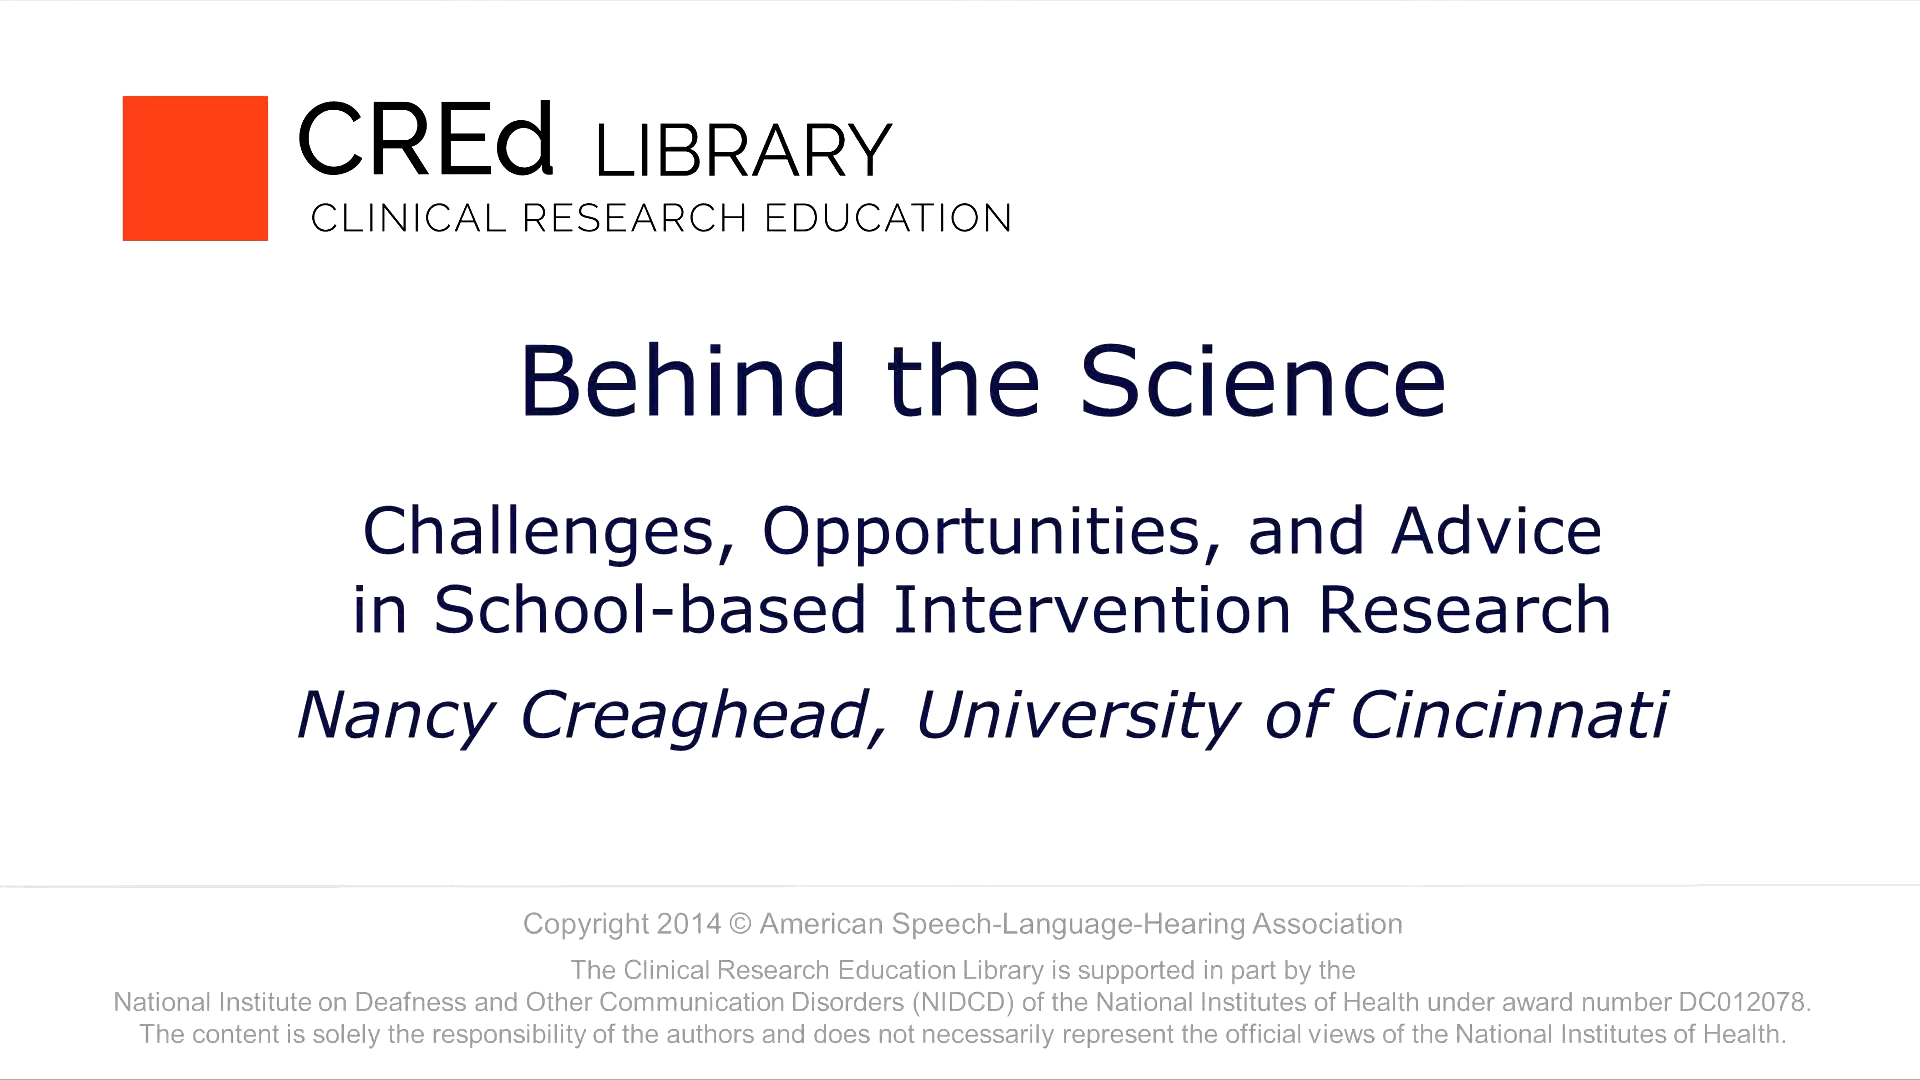 CREd LIBRARY
CLINICAL RESEARCH EDUCATION
Behind the Science
Challenges, Opportunities, and Advice
in School-based Intervention Research
Nancy Creaghead, University of Cincinnati
Copyright 2014 © American Speech-Language-Hearing Association
The Clinical Research Education Library is supported in part by the
National Institute on Deafness and Other Communication Disorders (NIDCD) of the National Institutes of Health under award number DC012078.
The content is solely the responsibility of the authors and does not necessarily represent the official views of the National Institutes of Health.